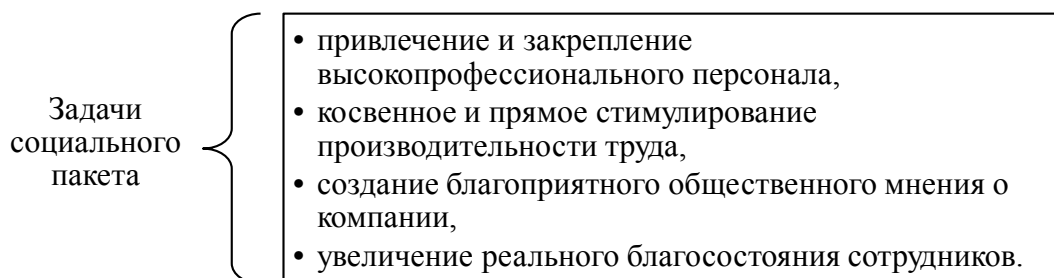 Задачи
социального
пакета
• привлечение и закрепление
высокопрофессионального персонала,
• косвенное и прямое стимулирование
производительности труда,
• создание благоприятного общественного мнения о
компании,
• увеличение реального благосостояния сотрудников.